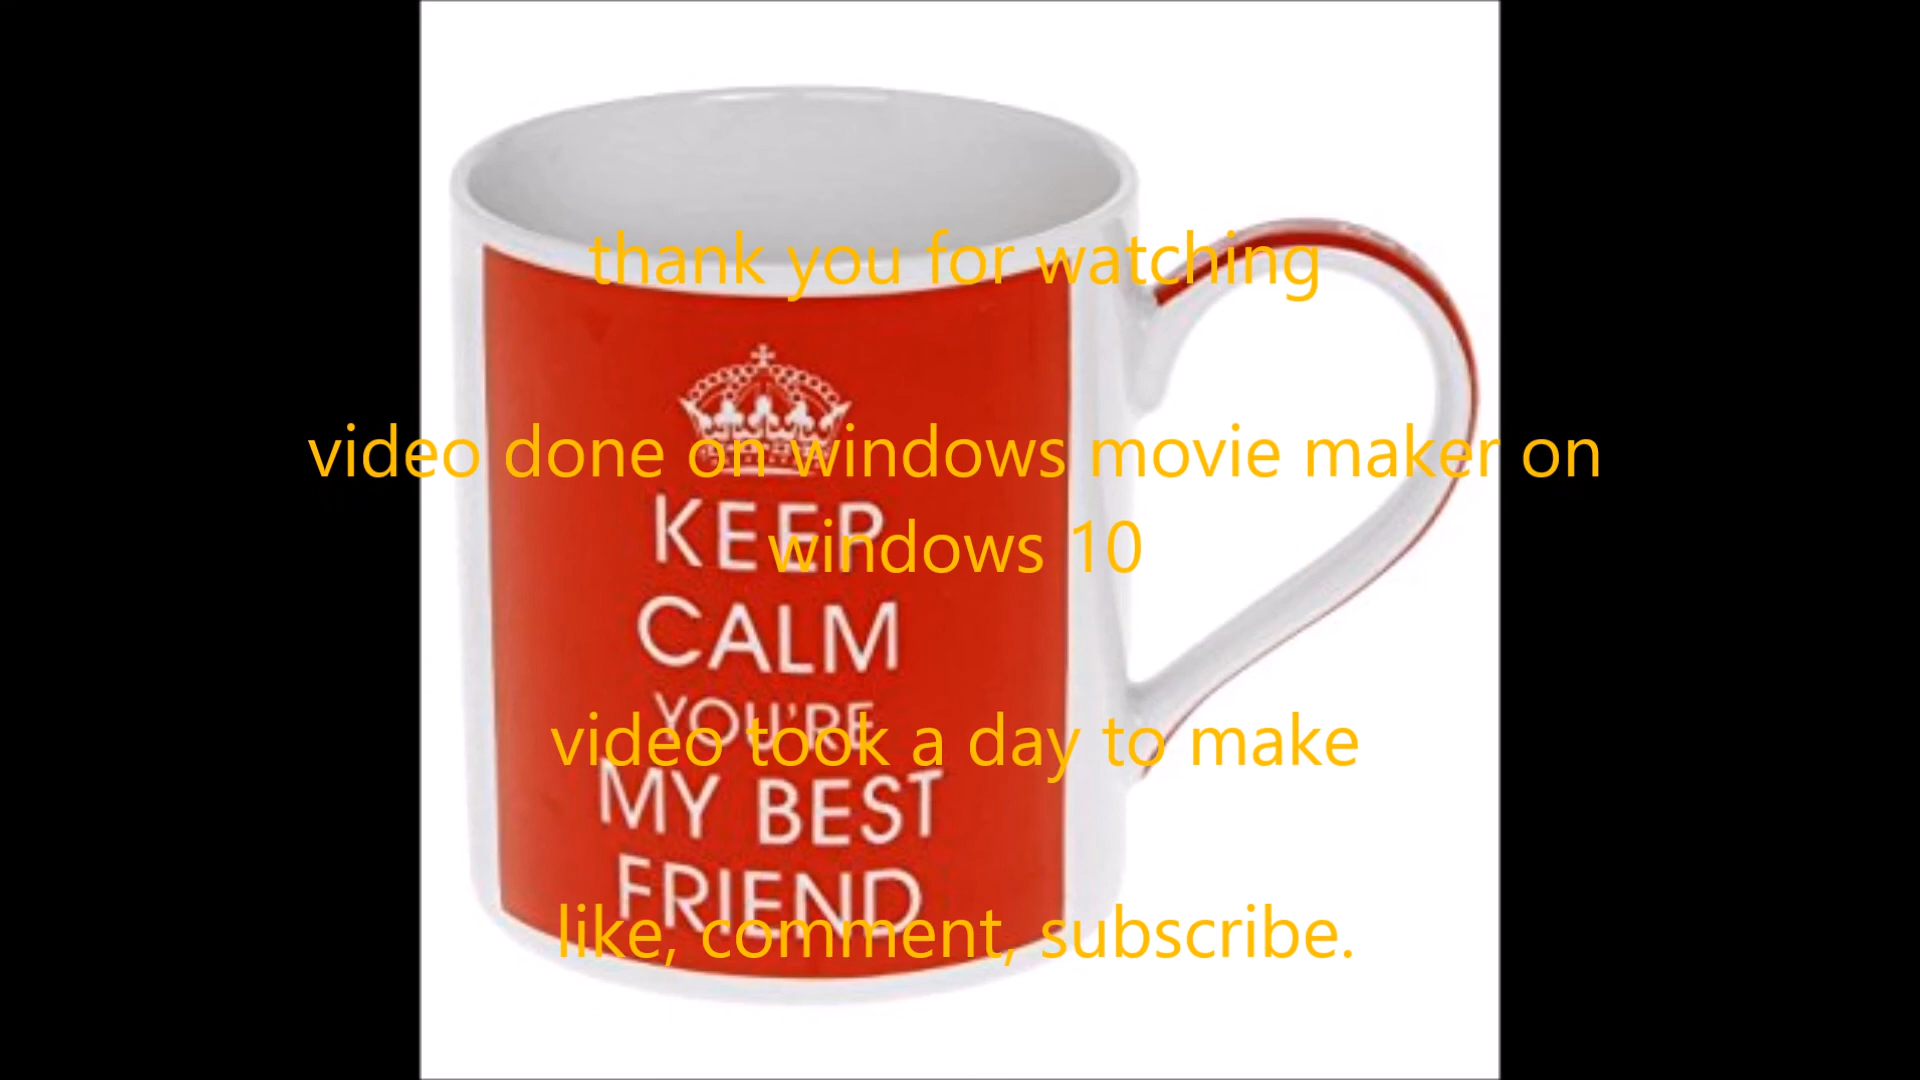 thank you for watching
video done on windows movie maker on
windows 10
video took a day to make
like, comment, subscribe.
KEEP
CALM
YOU'RE
MY BEST
FRIEND